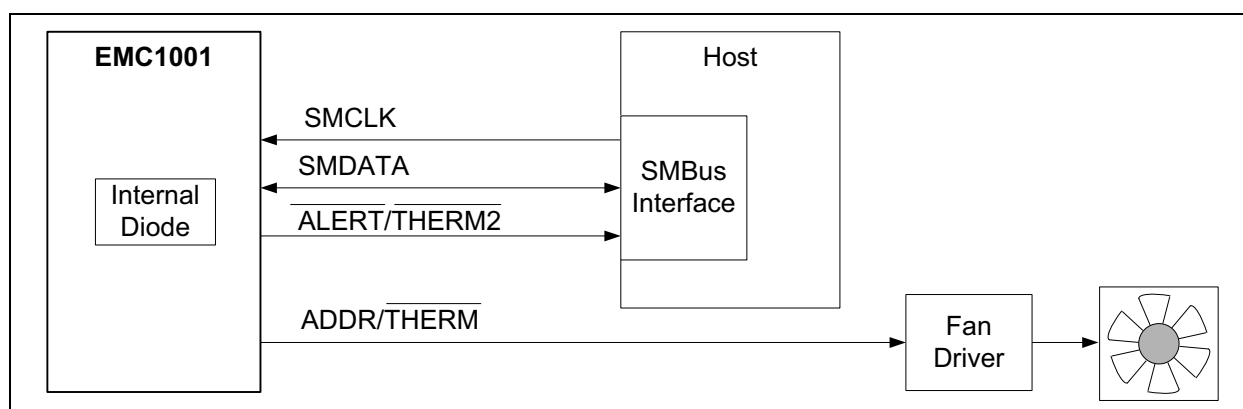 EMC1001
Host
SMCLK
SMDATA
SMBus
Interface
Internal
Diode
ALERT/THERM2
ADDR/THERM
Fan
Driver